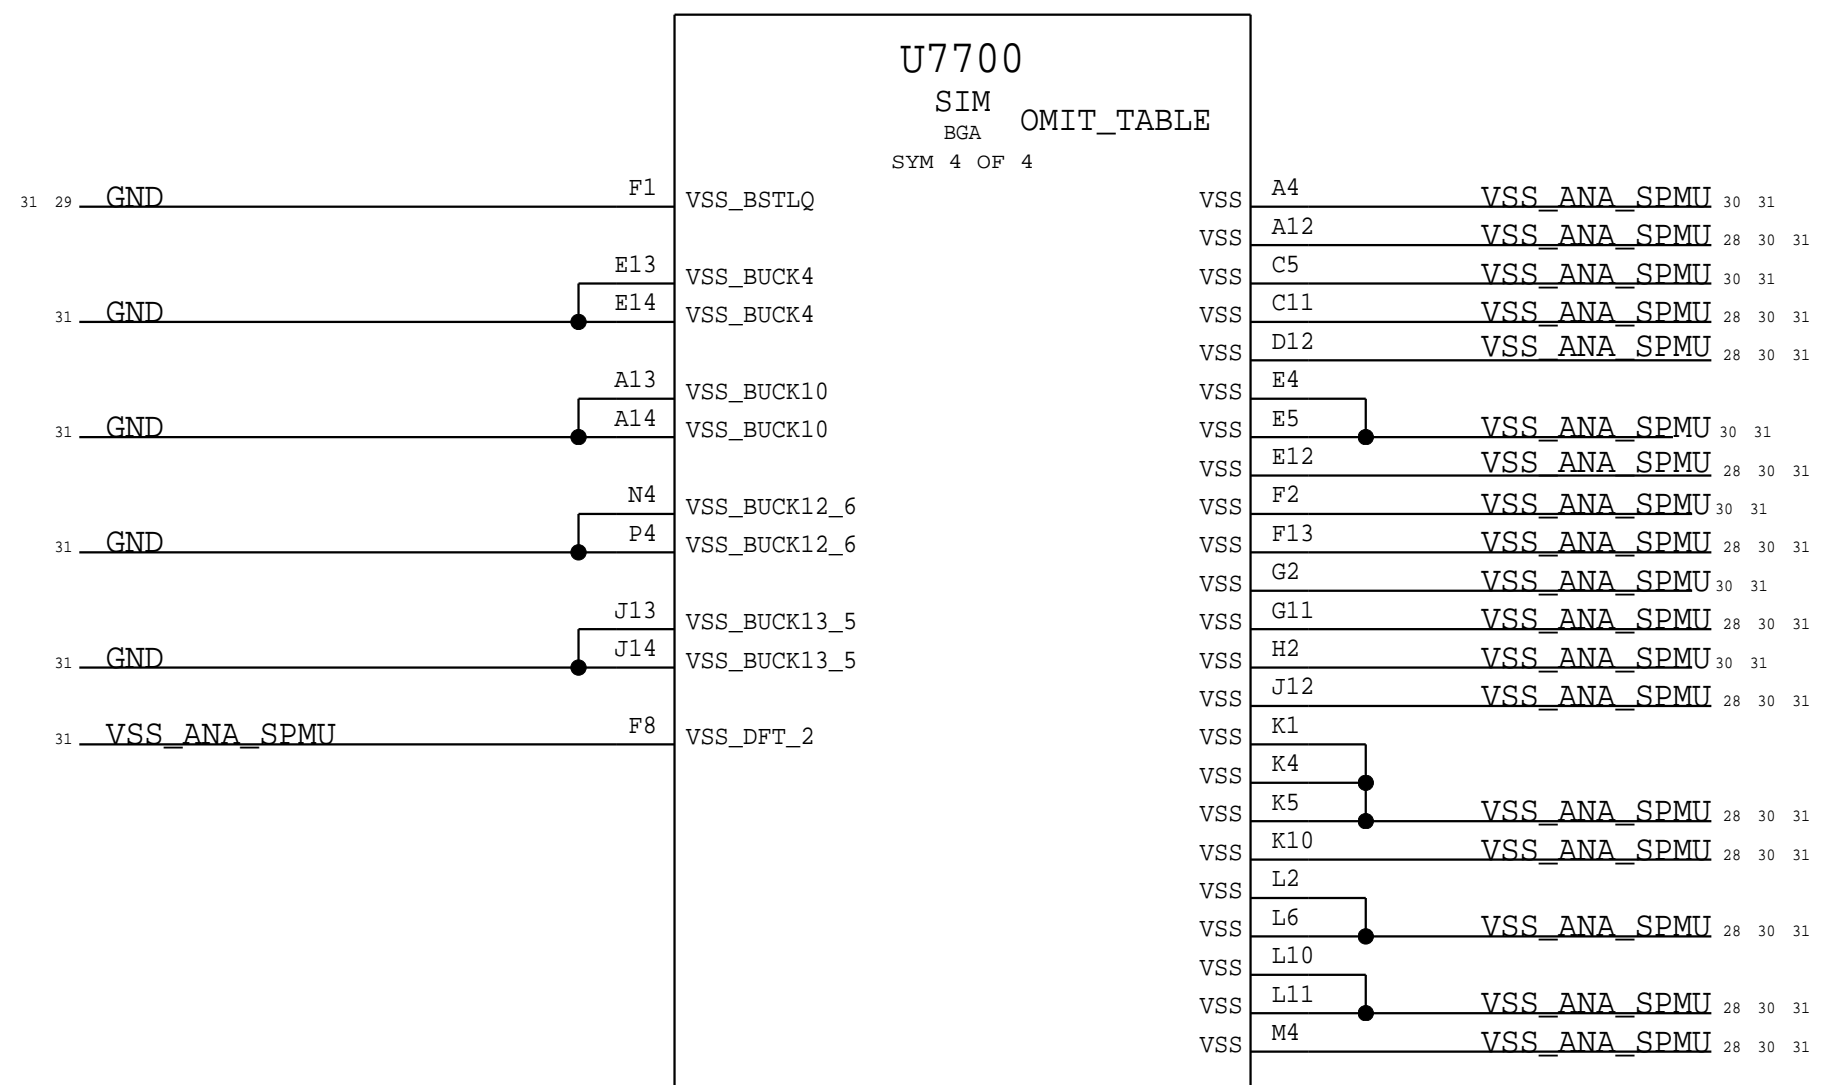 U7700
SIM
OMIT_TABLE
BGA
SYM 4 OF 4
31 29 GND F1 VSS_BSTLQ
E13 VSS_BUCK4
31 GND E14 VSS_BUCK4
A13 VSS_BUCK10
31 GND A14 VSS_BUCK10
N4 VSS_BUCK12_6
31 GND P4 VSS_BUCK12_6
J13 VSS_BUCK13_5
31 GND J14 VSS_BUCK13_5
31 VSS_ANA_SPMU F8 VSS_DFT_2
VSS A4 VSS_ANA_SPMU 30 31
VSS A12 VSS_ANA_SPMU 28 30 31
VSS C5 VSS_ANA_SPMU 30 31
VSS C11 VSS_ANA_SPMU 28 30 31
VSS D12 VSS_ANA_SPMU 28 30 31
VSS E4
VSS E5 VSS_ANA_SPMU 30 31
VSS E12 VSS_ANA_SPMU 28 30 31
VSS F2 VSS_ANA_SPMU 30 31
VSS F13 VSS_ANA_SPMU 28 30 31
VSS G2 VSS_ANA_SPMU 30 31
VSS G11 VSS_ANA_SPMU 28 30 31
VSS H2 VSS_ANA_SPMU 30 31
VSS J12 VSS_ANA_SPMU 28 30 31
VSS K1
VSS K4
VSS K5 VSS_ANA_SPMU 28 30 31
VSS K10 VSS_ANA_SPMU 28 30 31
VSS L2
VSS L6 VSS_ANA_SPMU 28 30 31
VSS L10
VSS L11 VSS_ANA_SPMU 28 30 31
VSS M4 VSS_ANA_SPMU 28 30 31